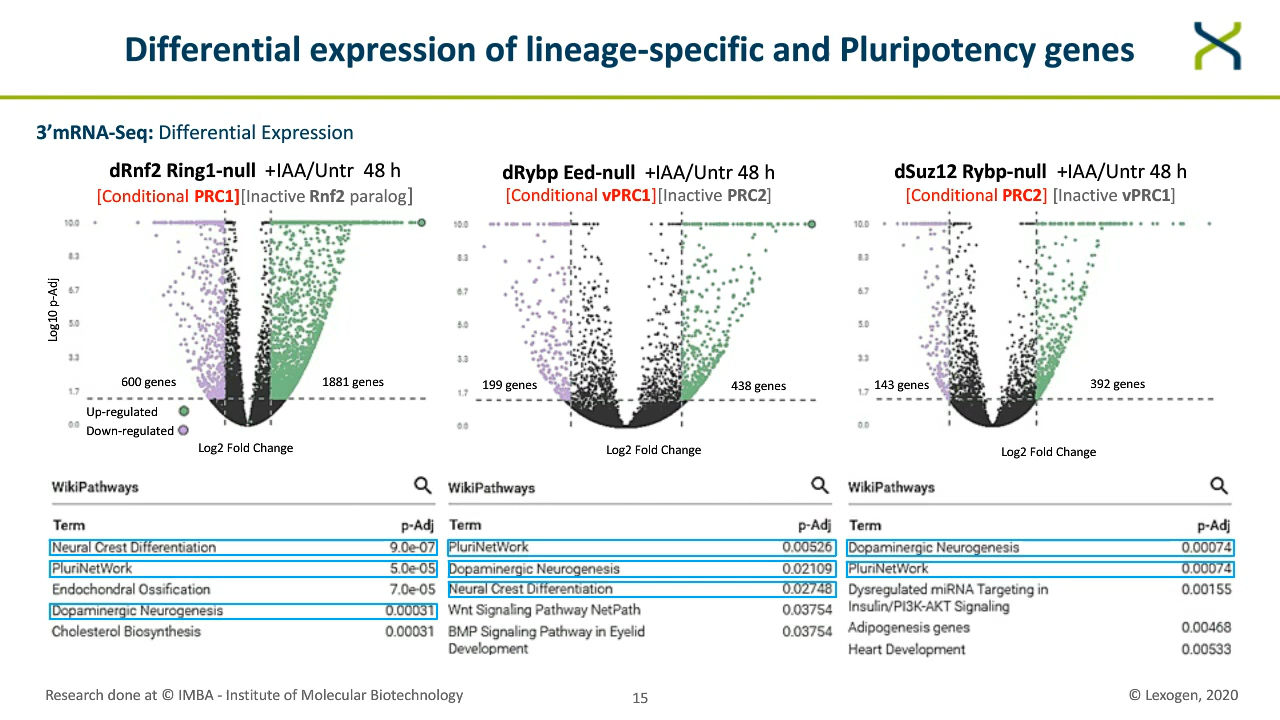 Differential expression of lineage-specific and Pluripotency genes
3’mRNA-Seq: Differential Expression
dRnf2 Ring1-null +IAA/Untr 48 h
[Conditional PRC1][Inactive Rnf2 paralog]
10.0
8.3
6.7
5.0
3.3
1.7
0.0
Log10 p-Adj
600 genes
1881 genes
Up-regulated
Down-regulated
Log2 Fold Change
dRybp Eed-null +IAA/Untr 48 h
[Conditional vPRC1][Inactive PRC2]
10.0
8.3
6.7
5.0
3.3
1.7
0.0
199 genes
438 genes
Log2 Fold Change
dSuz12 Rybp-null +IAA/Untr 48 h
[Conditional PRC2] [Inactive vPRC1]
10.0
8.3
6.7
5.0
3.3
1.7
0.0
143 genes
392 genes
Log2 Fold Change
WikiPathways
Term p-Adj
Neural Crest Differentiation 9.0e-07
PluriNetWork 5.0e-05
Endochondral Ossification 7.0e-05
Dopaminergic Neurogenesis 0.00031
Cholesterol Biosynthesis 0.00031
WikiPathways
Term p-Adj
PluriNetWork 0.00526
Dopaminergic Neurogenesis 0.02109
Neural Crest Differentiation 0.02748
Wnt Signaling Pathway NetPath 0.03754
BMP Signaling Pathway in Eyelid 0.03754
Development
WikiPathways
Term p-Adj
Dopaminergic Neurogenesis 0.00074
PluriNetWork 0.00074
Dysregulated miRNA Targeting in 0.00155
Insulin/PI3K-AKT Signaling
Adipogenesis genes 0.00468
Heart Development 0.00533
Research done at © IMBA - Institute of Molecular Biotechnology
15
© Lexogen, 2020